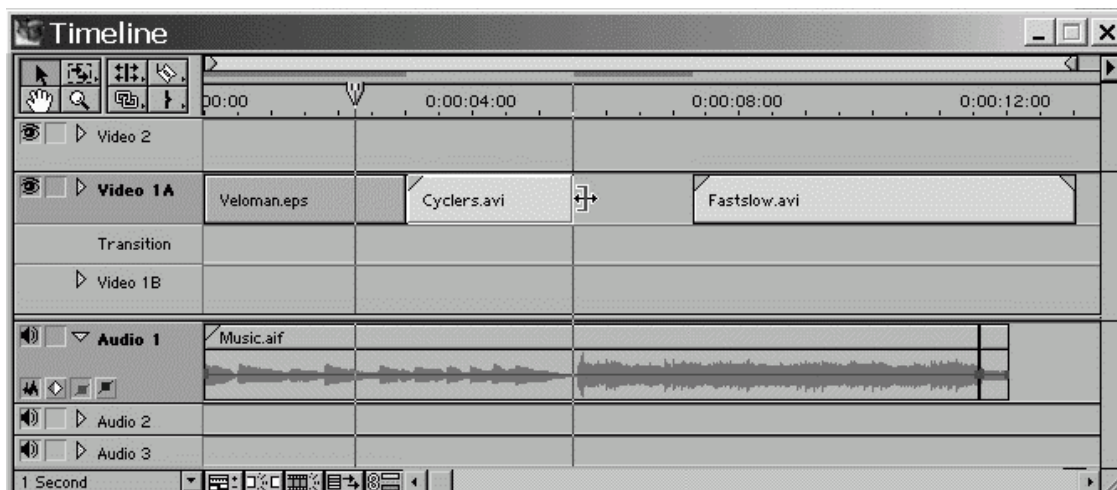 Timeline
00:00 0:00:04:00 0:00:08:00 0:00:12:00
Video 2
Video 1A
Veloman.eps Cyclers.avi Fastslow.avi
Transition
Video 1B
Audio 1 Music.aif
Audio 2
Audio 3
1 Second